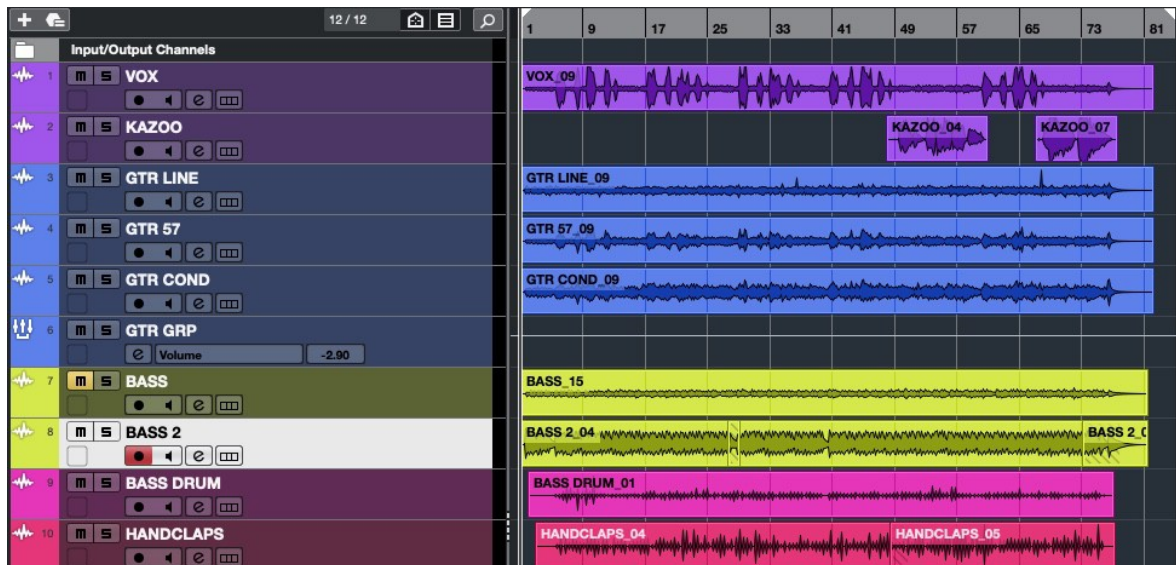 12 / 12
1 9 17 25 33 41 49 57 65 73 81
Input/Output Channels
1 m S VOX
e
VOX_09
2 m S KAZOO
e
KAZOO_04 KAZOO_07
3 m S GTR LINE
e
GTR LINE_09
4 m S GTR 57
e
GTR 57_09
5 m S GTR COND
e
GTR COND_09
6 m S GTR GRP
e Volume -2.90
7 m S BASS
e
BASS_15
8 m S BASS 2
e
BASS 2_04 BASS 2_0
9 m S BASS DRUM
e
BASS DRUM_01
10 m S HANDCLAPS
e
HANDCLAPS_04 HANDCLAPS_05